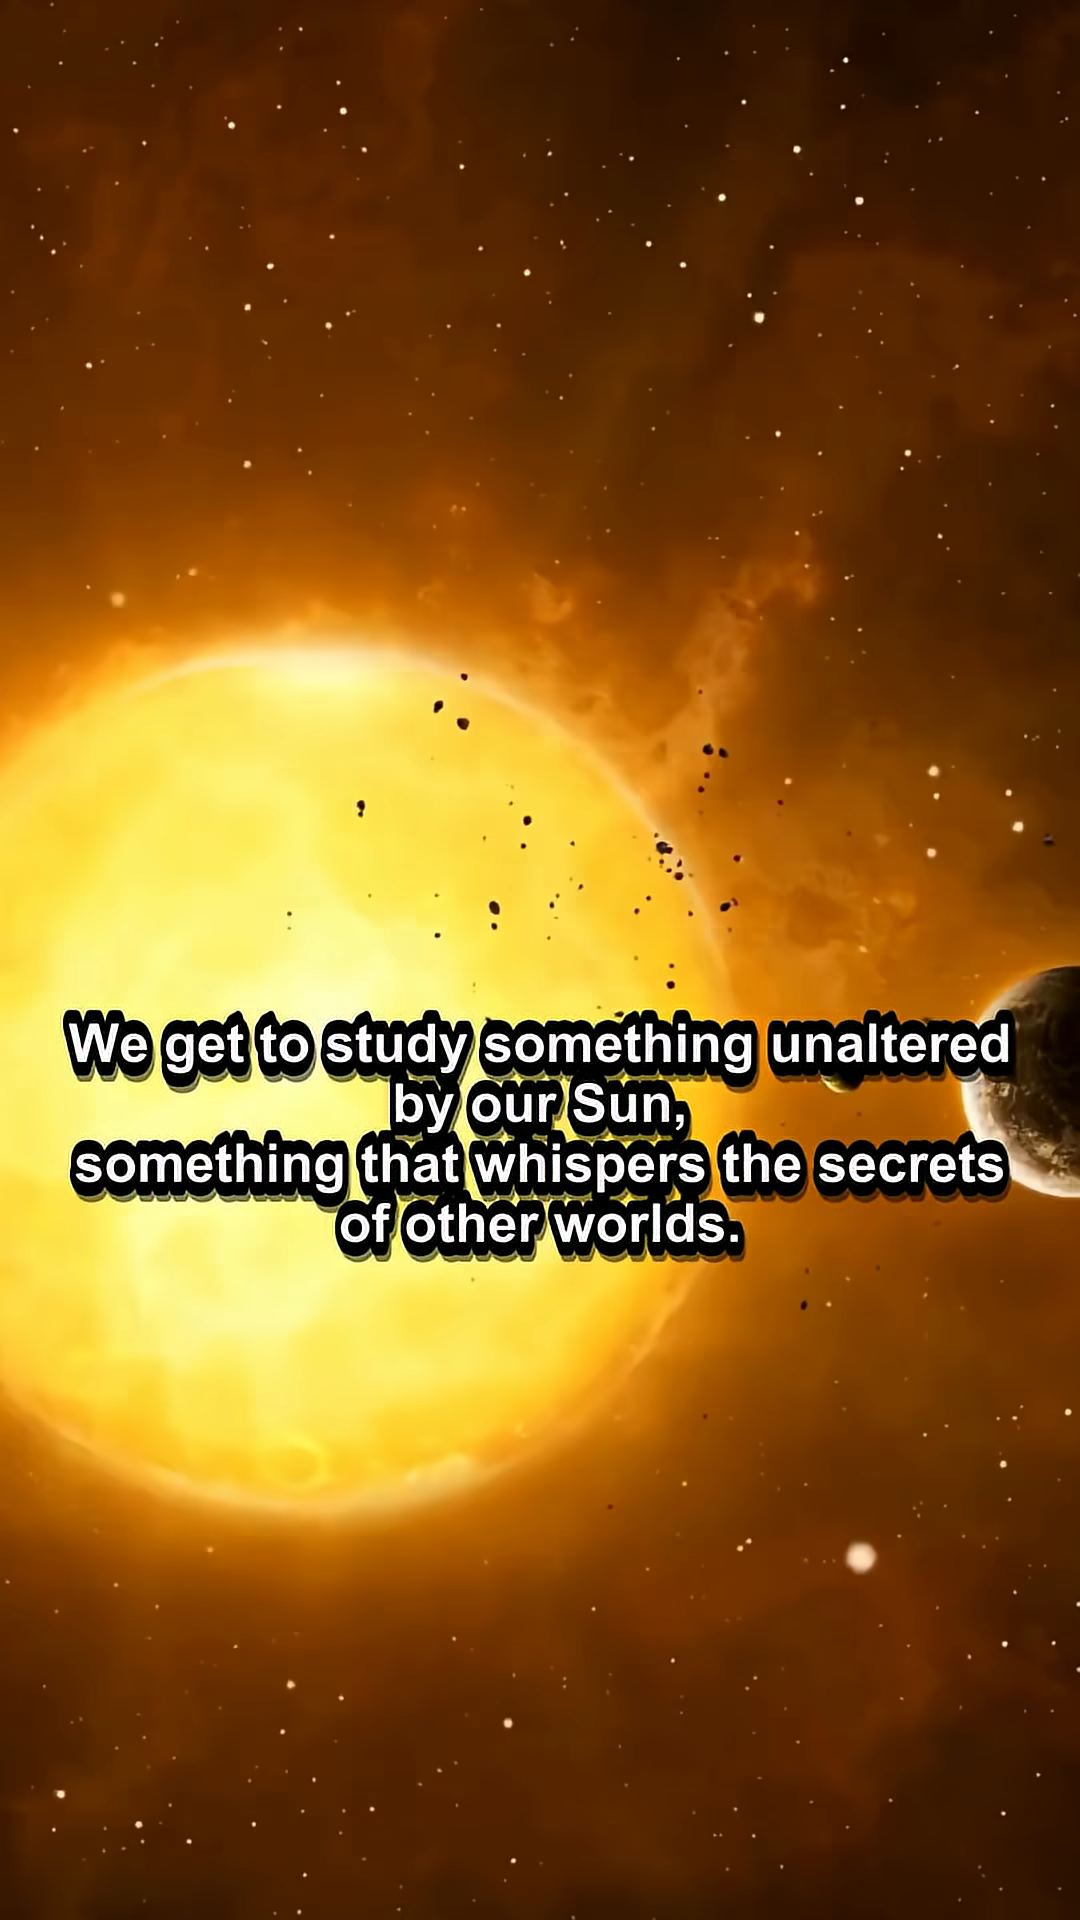 We get to study something unaltered
by our Sun,
something that whispers the secrets
of other worlds.